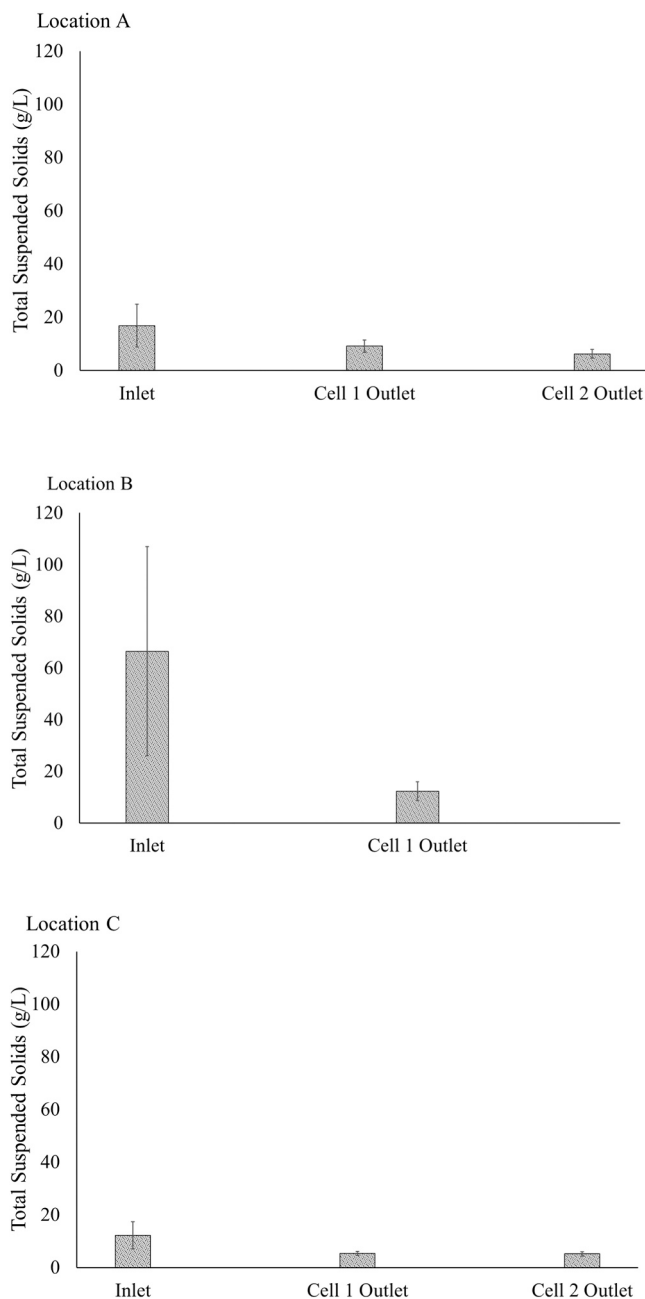 Location A
Total Suspended Solids (g/L)
120
100
80
60
40
20
0
Inlet
Cell 1 Outlet
Cell 2 Outlet
Location B
Total Suspended Solids (g/L)
120
100
80
60
40
20
0
Inlet
Cell 1 Outlet
Location C
Total Suspended Solids (g/L)
120
100
80
60
40
20
0
Inlet
Cell 1 Outlet
Cell 2 Outlet